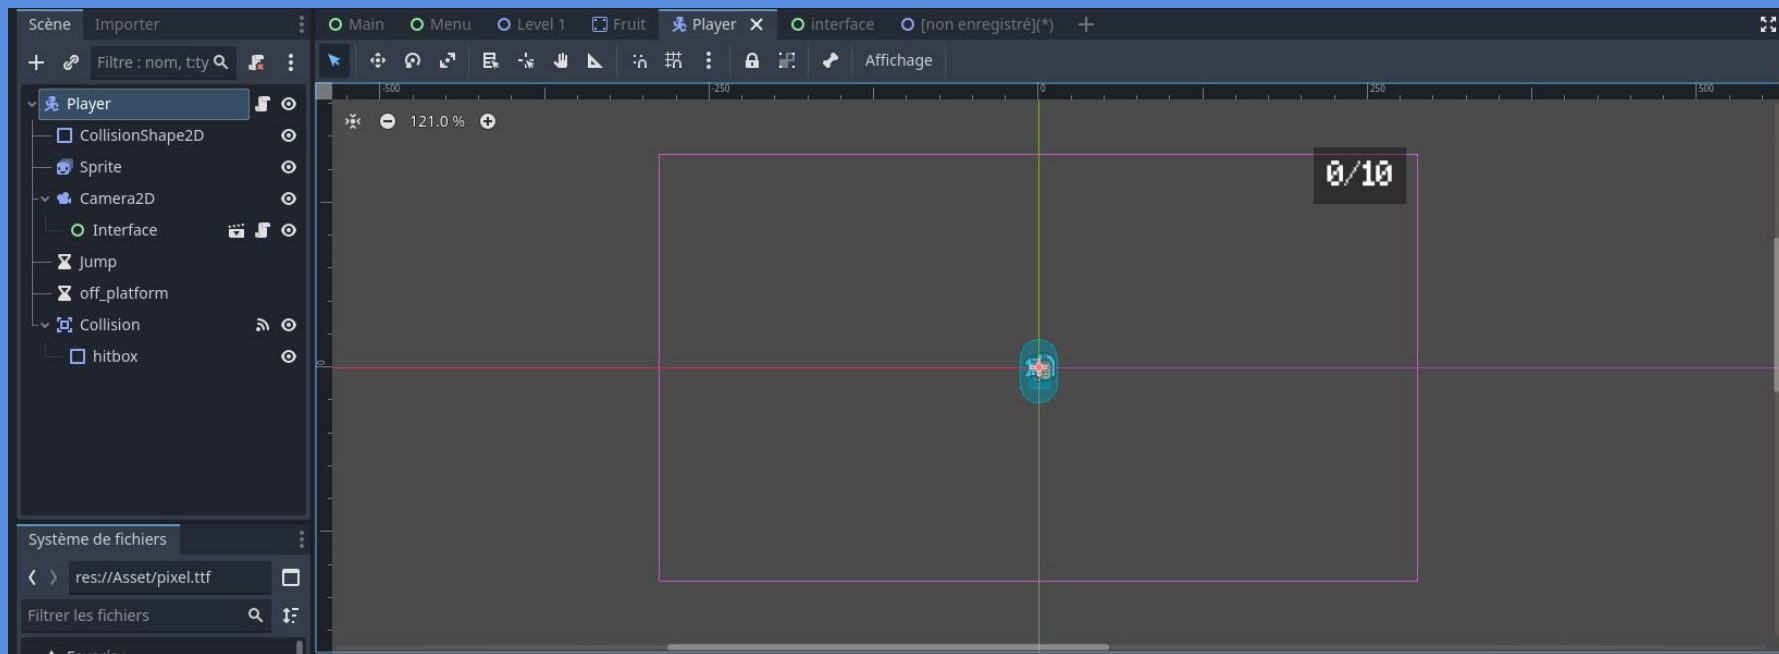 Scène Importer
Main Menu Level 1 Fruit Player interface [non enregistré](*)
Filtre : nom, t:ty
Affichage
Player
CollisionShape2D
Sprite
Camera2D
Interface
Jump
off_platform
Collision
hitbox
-500 -250 0 250 500
121.0 %
0/10
0
Système de fichiers
res://Asset/pixel.ttf
Filtrer les fichiers